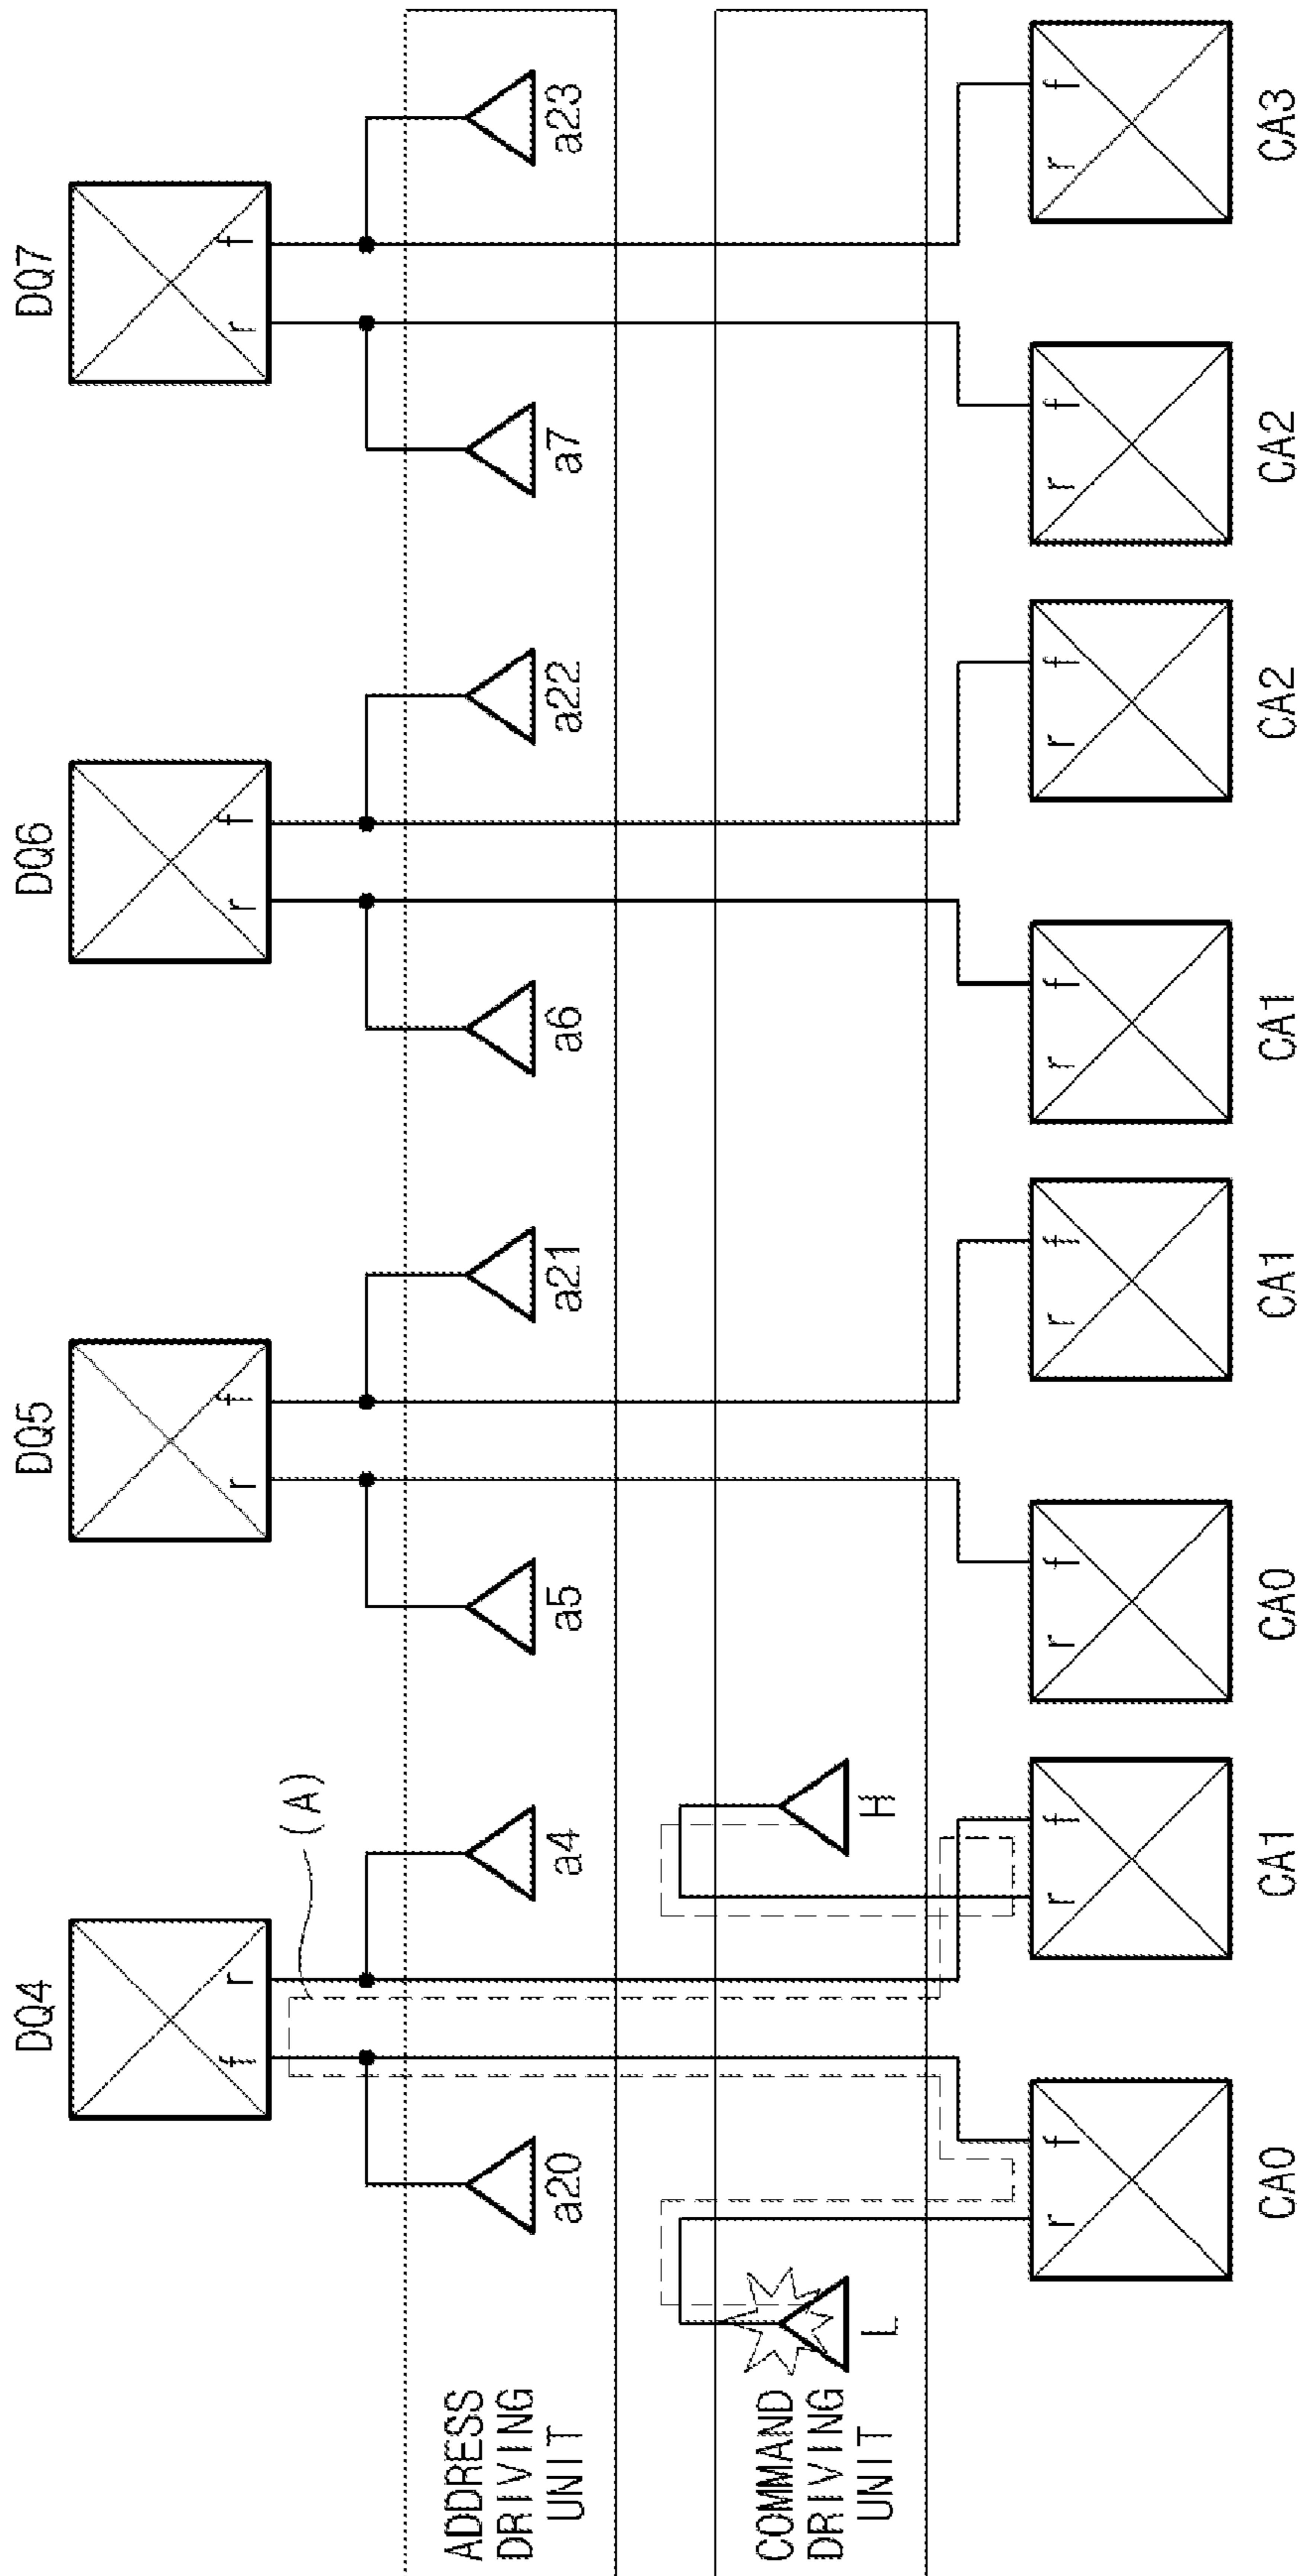 DQ4
DQ5
DQ6
DQ7
f r
r f
r f
r f
(A)
ADDRESS
DRIVING
UNIT
a20
a4
a5
a21
a6
a22
a7
a23
COMMAND
DRIVING
UNIT
L
H
r f
r f
r f
r f
r f
r f
r f
r f
CA0
CA1
CA0
CA1
CA1
CA2
CA2
CA3